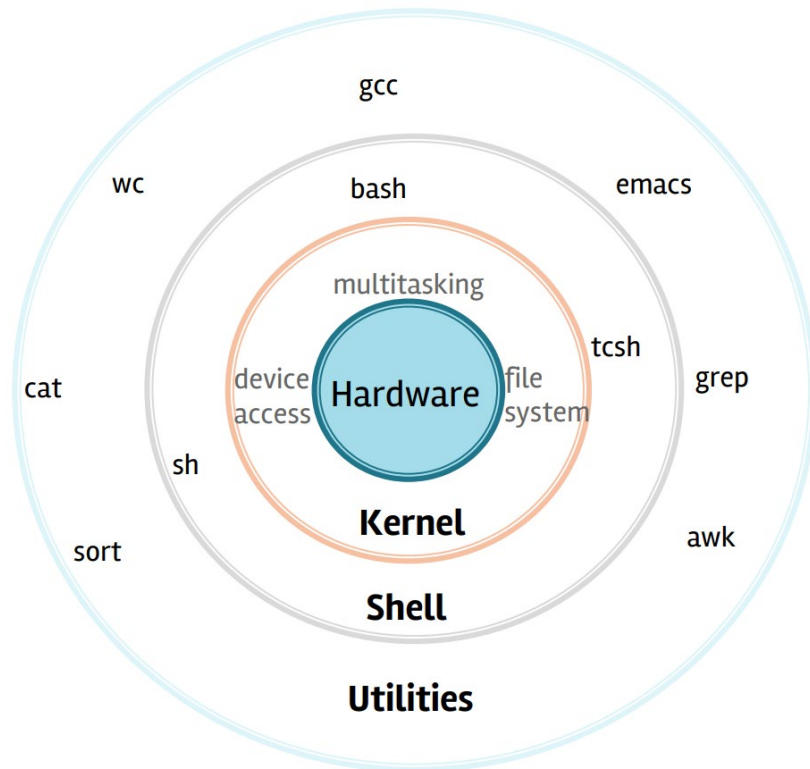 gcc
wc
emacs
bash
multitasking
tcsh
device
access
Hardware
file
system
cat
grep
sh
Kernel
sort
awk
Shell
Utilities